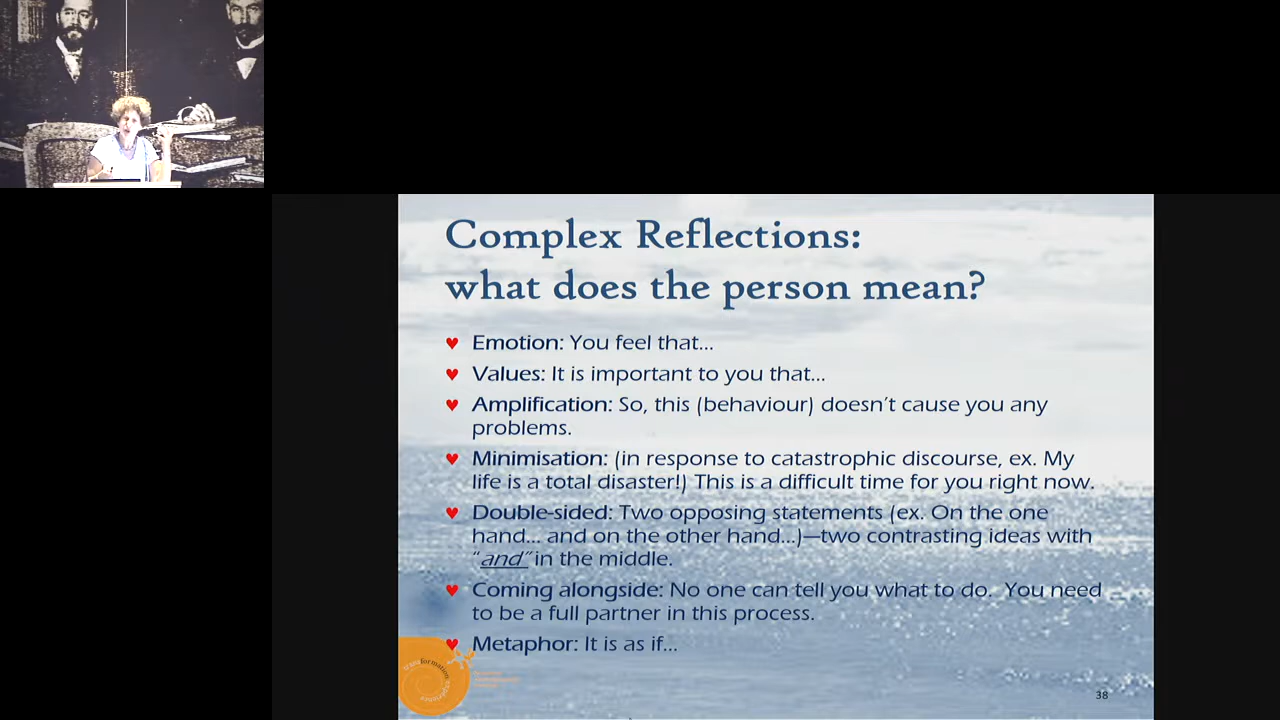 Complex Reflections:
what does the person mean?
♥ Emotion: You feel that...
♥ Values: It is important to you that...
♥ Amplification: So, this (behaviour) doesn't cause you any
problems.
♥ Minimisation: (in response to catastrophic discourse, ex. My
life is a total disaster!) This is a difficult time for you right now.
♥ Double-sided: Two opposing statements (ex. On the one
hand... and on the other hand...)—two contrasting ideas with
“and” in the middle.
♥ Coming alongside: No one can tell you what to do.  You need
to be a full partner in this process.
♥ Metaphor: It is as if...
transformation
38